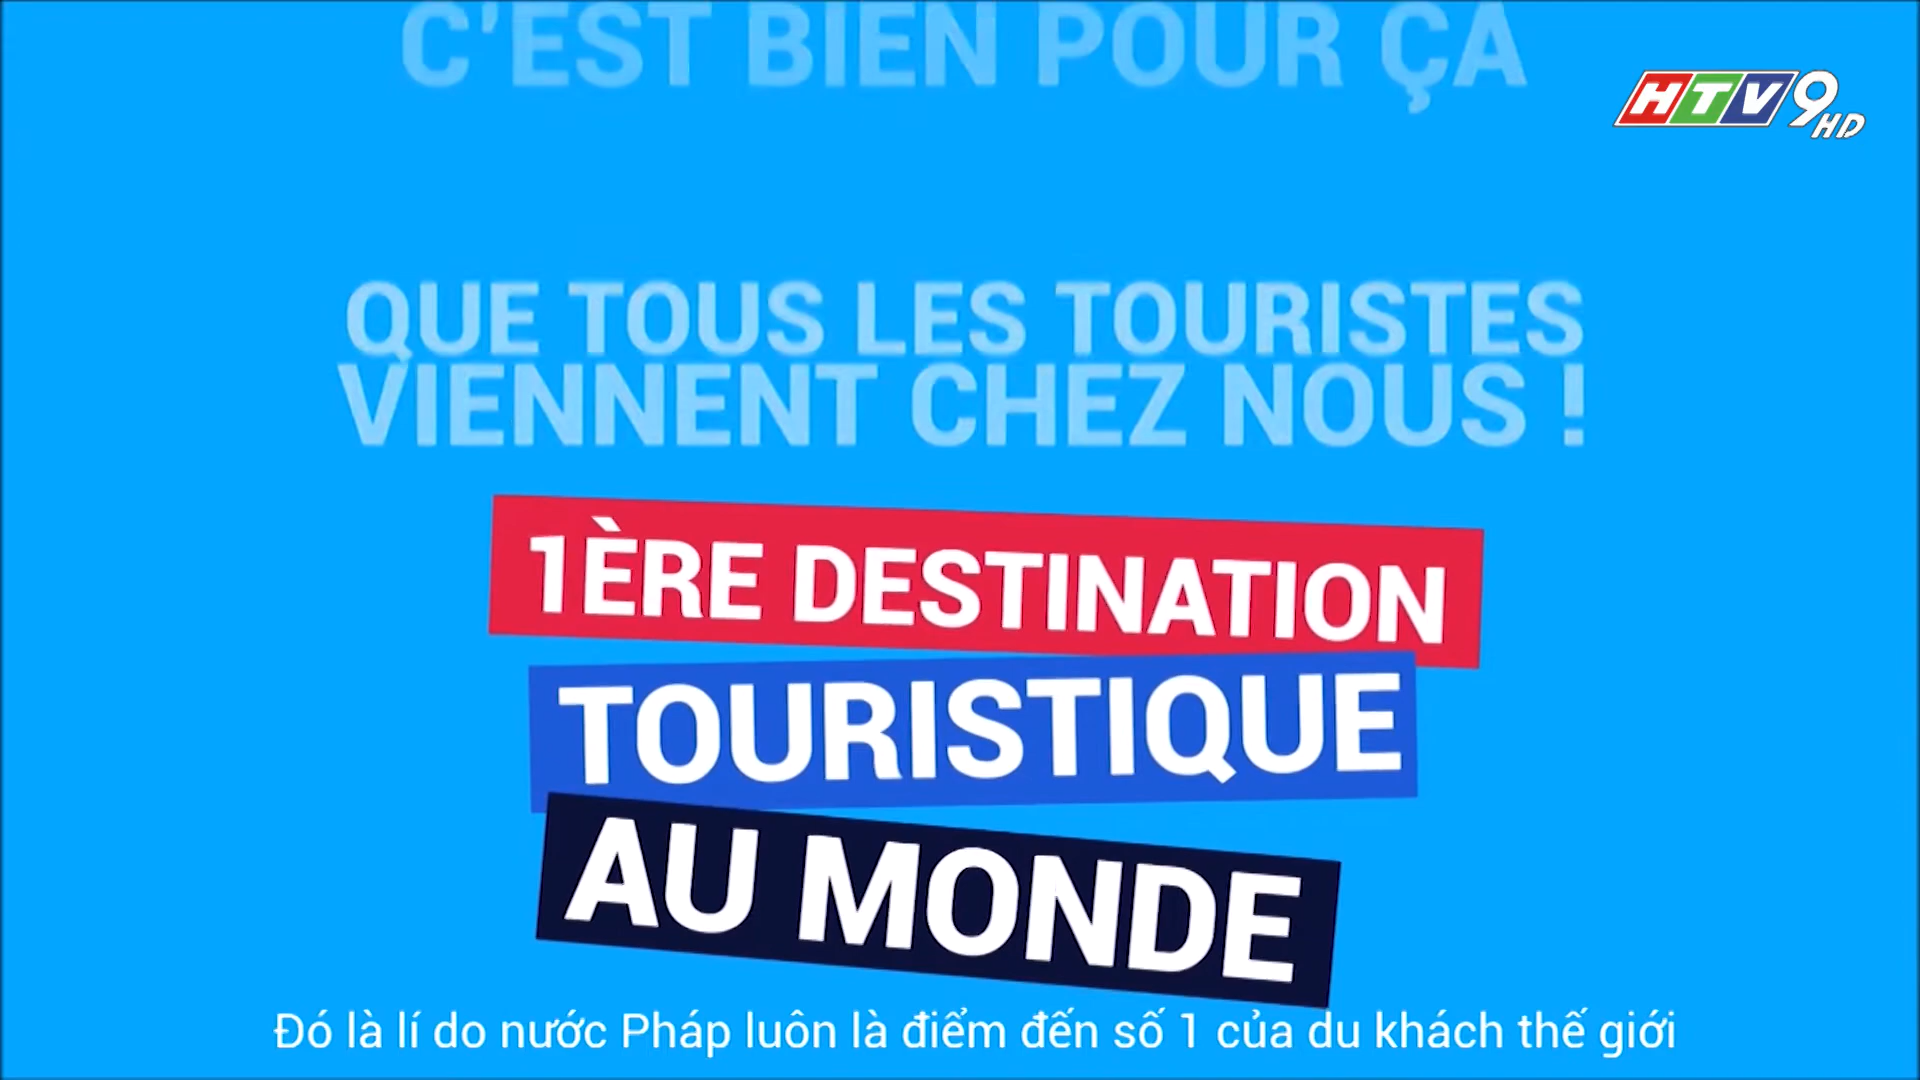 C'EST BIEN POUR ÇA
HTV9 HD
QUE TOUS LES TOURISTES
VIENNENT CHEZ NOUS !
1ÈRE DESTINATION
TOURISTIQUE
AU MONDE
Đó là lí do nước Pháp luôn là điểm đến số 1 của du khách thế giới